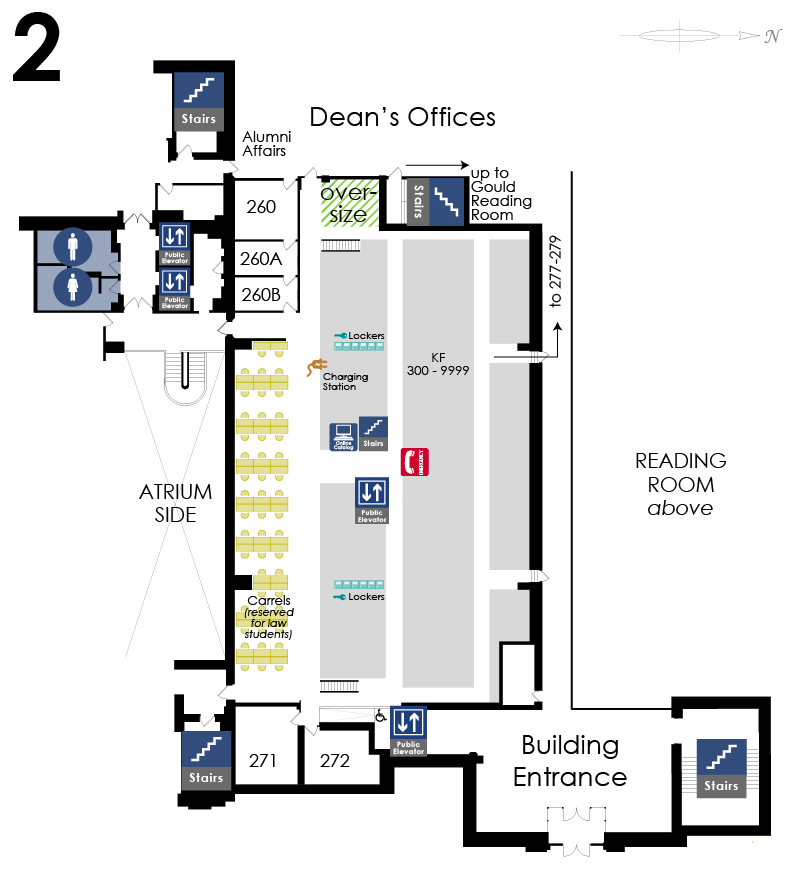 2
N
Stairs
Dean's Offices
Alumni
Affairs
up to
Gould
Reading
Room
Stairs
over-
size
260
Public
Elevator
260A
Public
Elevator
260B
to 277-279
Lockers
KF
300 - 9999
Charging
Station
Online
Catalog
Stairs
EMERGENCY
READING
ROOM
above
ATRIUM
SIDE
Public
Elevator
Lockers
Carrels
(reserved
for law
students)
Public
Elevator
271
272
Stairs
Building
Entrance
Stairs